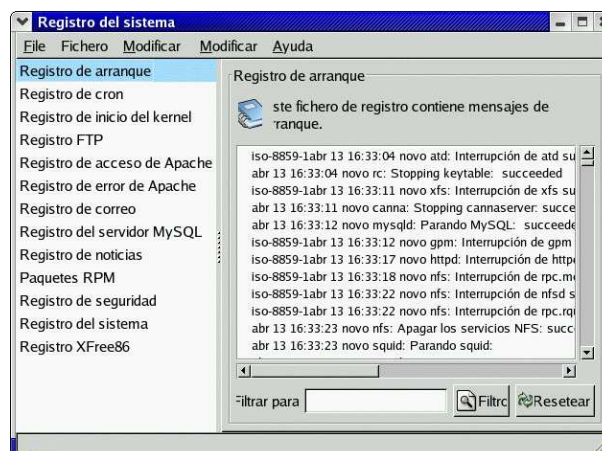 Registro del sistema
File Fichero Modificar Modificar Ayuda
Registro de arranque
Registro de cron
Registro de inicio del kernel
Registro FTP
Registro de acceso de Apache
Registro de error de Apache
Registro de correo
Registro del servidor MySQL
Registro de noticias
Paquetes RPM
Registro de seguridad
Registro del sistema
Registro XFree86
Registro de arranque
ste fichero de registro contiene mensajes de
ranque.
iso-8859-1abr 13 16:33:04 novo atd: Interrupción de atd su
abr 13 16:33:04 novo rc: Stopping keytable: succeeded
iso-8859-1abr 13 16:33:11 novo xfs: Interrupción de xfs su
abr 13 16:33:11 novo canna: Stopping cannaserver: succe
abr 13 16:33:12 novo mysqld: Parando MySQL: succeede
iso-8859-1abr 13 16:33:12 novo gpm: Interrupción de gpm
iso-8859-1abr 13 16:33:17 novo httpd: Interrupción de http
iso-8859-1abr 13 16:33:18 novo nfs: Interrupción de rpc.m
iso-8859-1abr 13 16:33:22 novo nfs: Interrupción de nfsd s
iso-8859-1abr 13 16:33:22 novo nfs: Interrupción de rpc.rq
abr 13 16:33:23 novo nfs: Apagar los servicios NFS: succ
abr 13 16:33:23 novo squid: Parando squid:
Filtrar para
Filtrc
Resetear